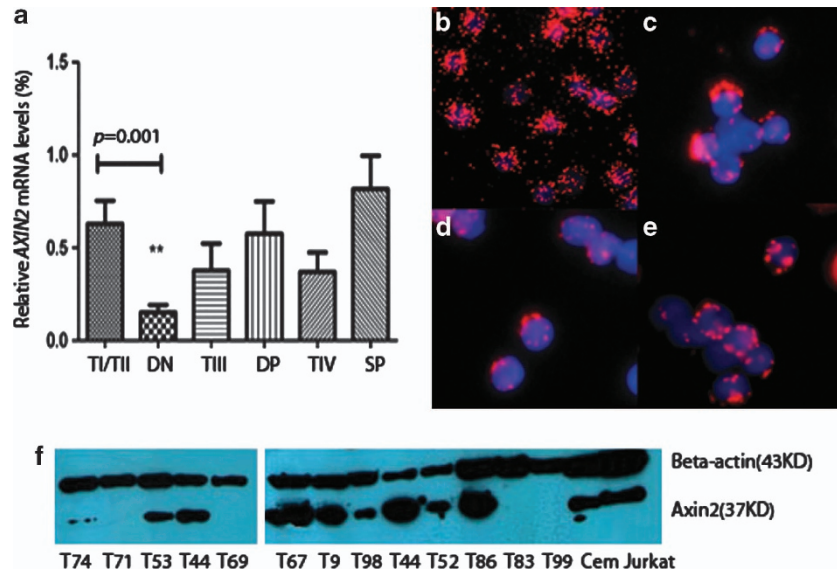 a
Relative AXIN2 mRNA levels (%)
1.5
1.0
0.5
0.0
p=0.001
**
TI/TII DN TIII DP TIV SP
b
c
d
e
f
Beta-actin(43KD)
Axin2(37KD)
T74 T71 T53 T44 T69 T67 T9 T98 T44 T52 T86 T83 T99 Cem Jurkat